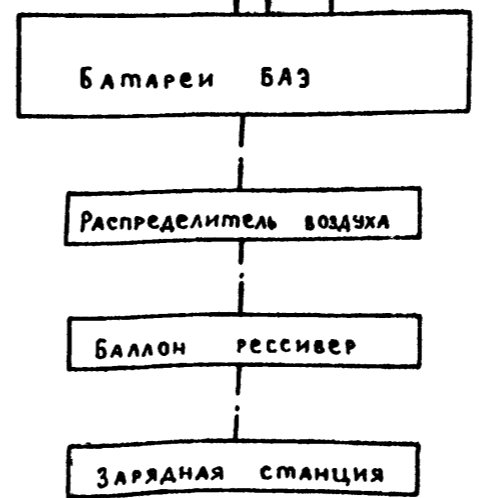 Батареи БАЭ
Распределитель воздуха
Баллон рессивер
Зарядная станция